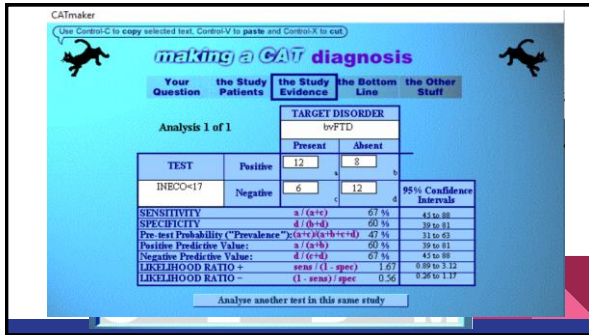 CATmaker
Use Control-C to copy selected text, Control-V to paste and Control-X to cut
making a CAT diagnosis
Your Question the Study Patients the Study Evidence the Bottom Line the Other Stuff
Analysis 1 of 1
TARGET DISORDER
bvFTD
Present Absent
TEST Positive 12 a 8 b
INECO<17 Negative 6 c 12 d 95% Confidence Intervals
SENSITIVITY a / (a+c) 67 % 45 to 88
SPECIFICITY d / (b+d) 60 % 39 to 81
Pre-test Probability ("Prevalence"):(a+c)/(a+b+c+d) 47 % 31 to 63
Positive Predictive Value: a / (a+b) 60 % 39 to 81
Negative Predictive Value: d / (c+d) 67 % 45 to 88
LIKELIHOOD RATIO + sens / (1 - spec) 1.67 0.89 to 3.12
LIKELIHOOD RATIO − (1 - sens) / spec 0.56 0.26 to 1.17
Analyse another test in this same study